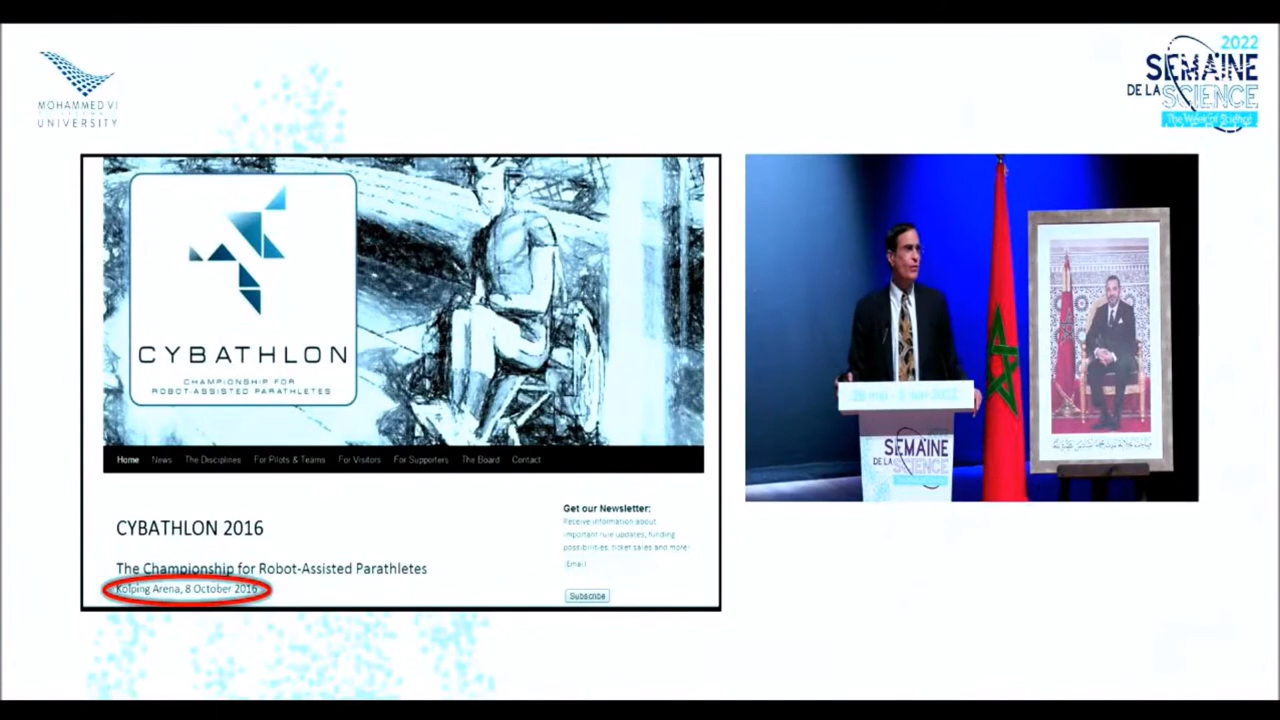 MOHAMMED VI
UNIVERSITY
2022
SEMAINE
DE LA SCIENCE
The Week of Science
CYBATHLON
CHAMPIONSHIP FOR
ROBOT-ASSISTED PARATHLETES
Home News The Disciplines For Pilots & Teams For Visitors For Supporters The Board Contact
CYBATHLON 2016
The Championship for Robot-Assisted Parathletes
Kolping Arena, 8 October 2016
Get our Newsletter:
Receive information about
important rule updates, funding
possibilities, ticket sales and more!
Email
Subscribe
2022
SEMAINE
DE LA SCIENCE